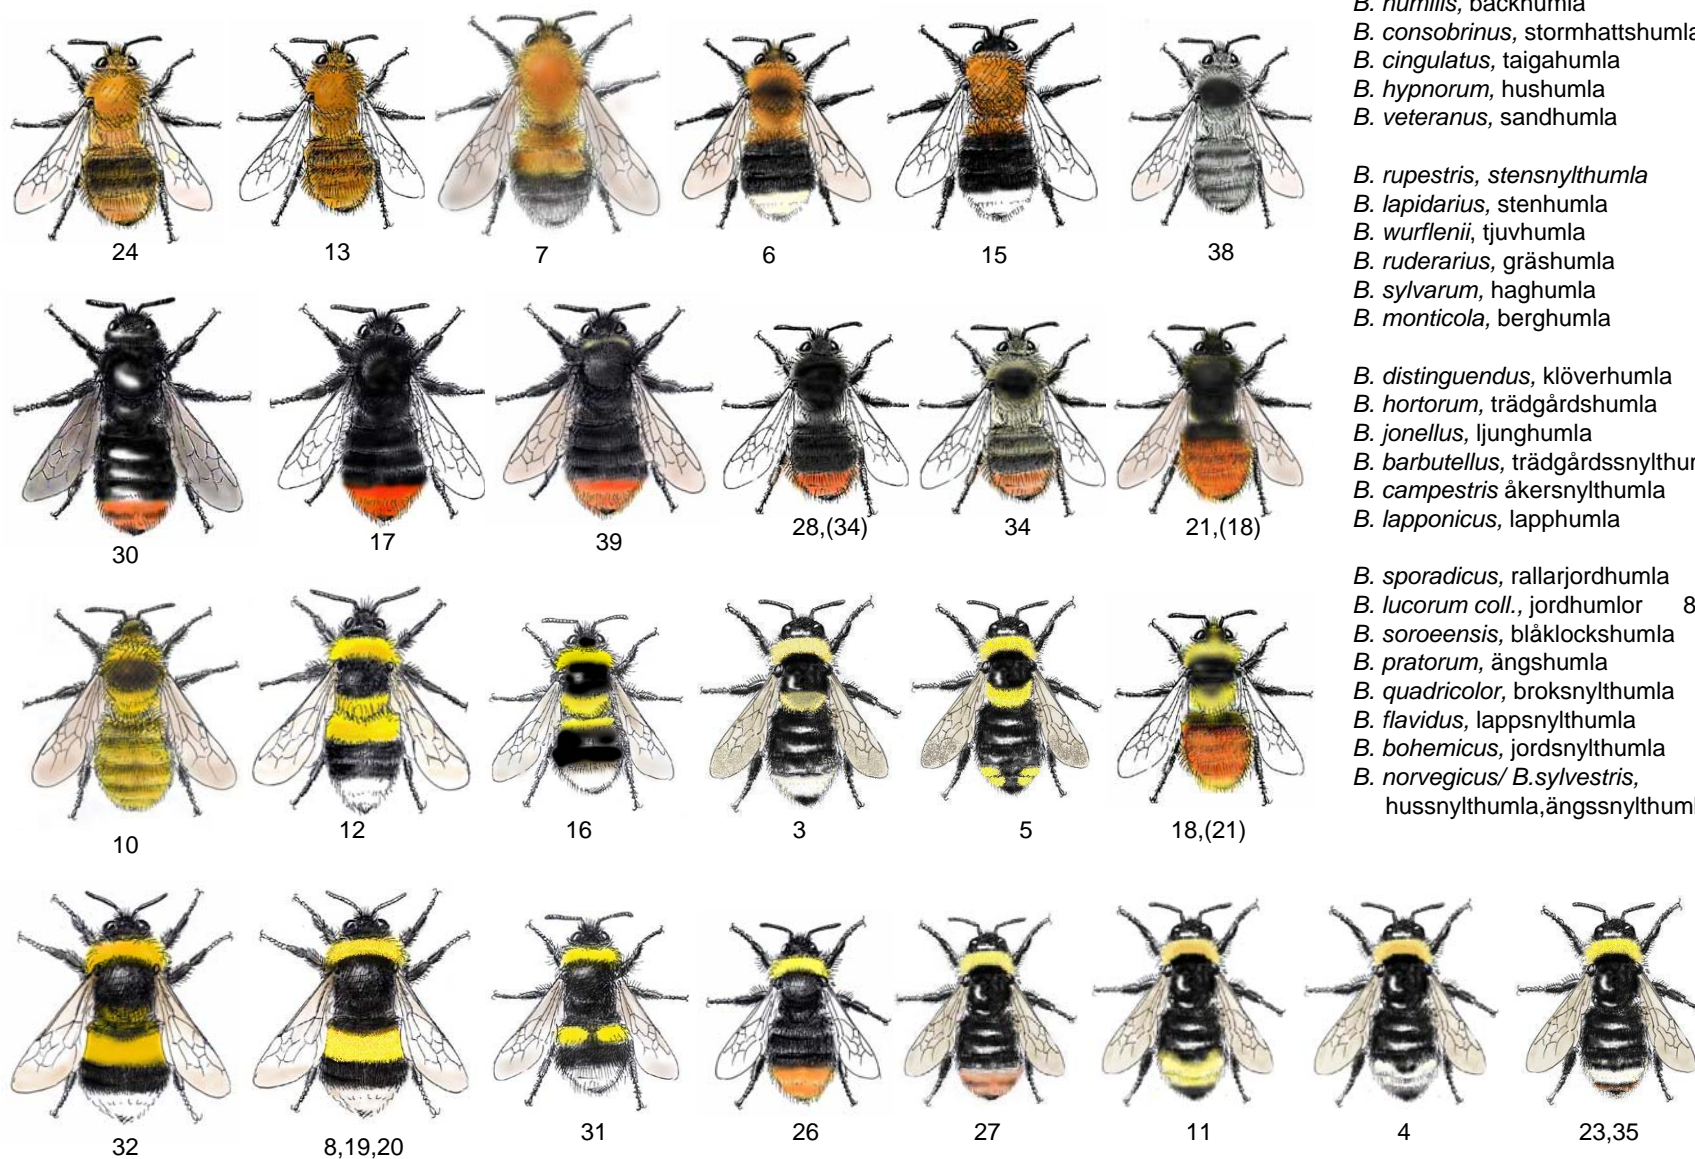 B. humilis, backhumla
B. consobrinus, stormhattshumla
B. cingulatus, taigahumla
B. hypnorum, hushumla
B. veteranus, sandhumla
24 13 7 6 15 38
B. rupestris, stensnylthumla
B. lapidarius, stenhumla
B. wurflenii, tjuvhumla
B. ruderarius, gräshumla
B. sylvarum, haghumla
B. monticola, berghumla
30 17 39 28,(34) 34 21,(18)
B. distinguendus, klöverhumla
B. hortorum, trädgårdshumla
B. jonellus, ljunghumla
B. barbutellus, trädgårdssnylthum
B. campestris åkersnylthumla
B. lapponicus, lapphumla
B. sporadicus, rallarjordhumla
B. lucorum coll., jordhumlor 8
B. soroeensis, blåklockshumla
B. pratorum, ängshumla
B. quadricolor, broksnylthumla
B. flavidus, lappsnylthumla
B. bohemicus, jordsnylthumla
B. norvegicus/ B.sylvestris,
hussnylthumla,ängssnylthuml
10 12 16 3 5 18,(21)
32 8,19,20 31 26 27 11 4 23,35